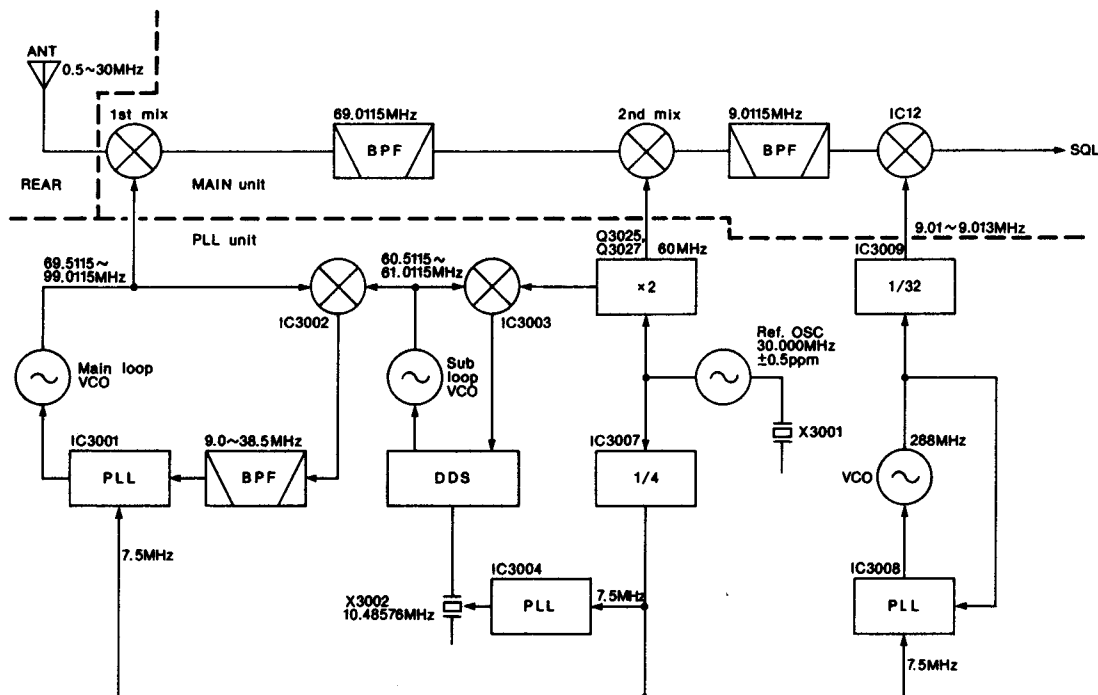 ANT
0.5~30MHz
1st mix
69.0115MHz
BPF
2nd mix
9.0115MHz
BPF
IC12
SQL
REAR
MAIN unit
PLL unit
69.5115~
99.0115MHz
60.5115~
61.0115MHz
Q3025,
Q3027
60MHz
×2
9.01~9.013MHz
IC3009
1/32
IC3002
IC3003
Ref. OSC
30.000MHz
±0.5ppm
X3001
Main loop
VCO
Sub
loop
VCO
IC3001
PLL
9.0~38.5MHz
BPF
DDS
IC3007
1/4
288MHz
VCO
7.5MHz
X3002
10.48576MHz
IC3004
PLL
7.5MHz
IC3008
PLL
7.5MHz